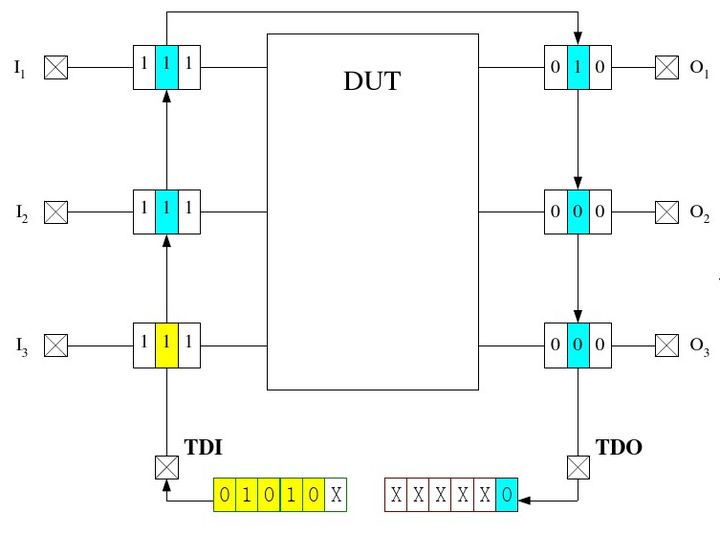 I1 1 1 1 DUT 0 1 0 O1
I2 1 1 1 0 0 0 O2
I3 1 1 1 0 0 0 O3
TDI TDO
0 1 0 1 0 X X X X X X 0